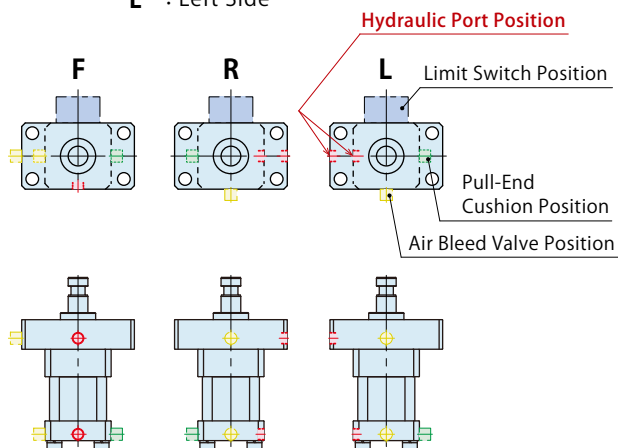 L : Left Side
Hydraulic Port Position
F R L
Limit Switch Position
Pull-End
Cushion Position
Air Bleed Valve Position